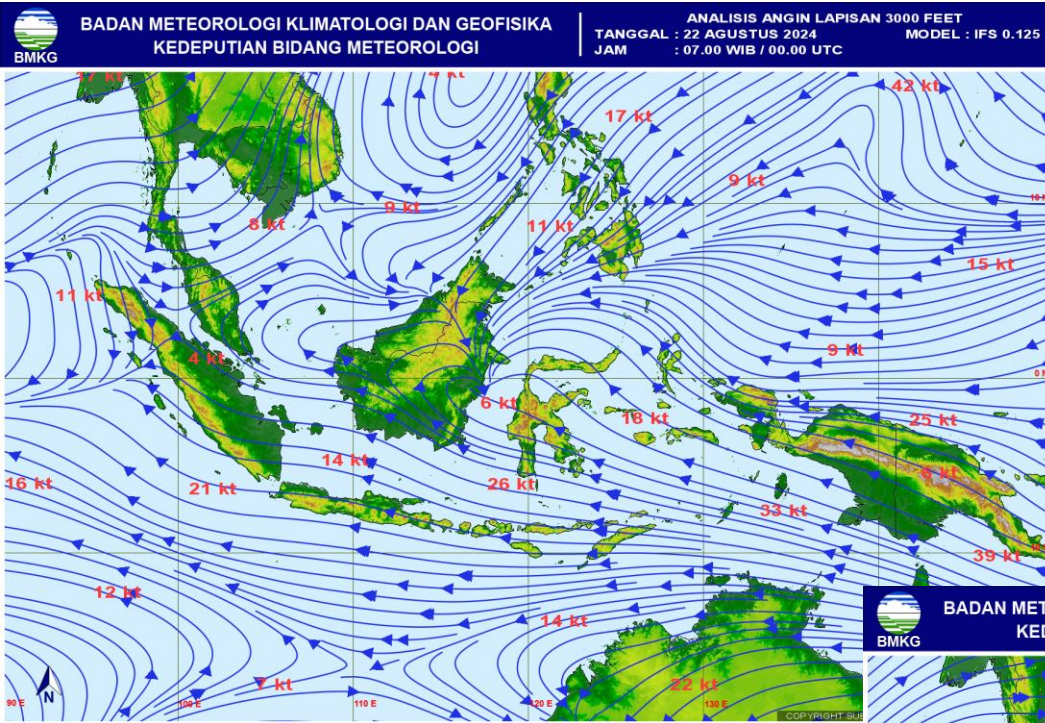 BMKG
BADAN METEOROLOGI KLIMATOLOGI DAN GEOFISIKA
KEDEPUTIAN BIDANG METEOROLOGI
ANALISIS ANGIN LAPISAN 3000 FEET
TANGGAL : 22 AGUSTUS 2024 MODEL : IFS 0.125
JAM : 07.00 WIB / 00.00 UTC
17 kt
4 kt
42 kt
17 kt
9 kt
9 kt
8 kt
11 kt
15 kt
11 kt
4 kt
9 kt
0 N
6 kt
18 kt
25 kt
14 kt
16 kt
21 kt
26 kt
33 kt
39 kt
12 kt
14 kt
7 kt
22 kt
N
90 E
100 E
110 E
120 E
130 E
BMKG
BADAN MET
KED